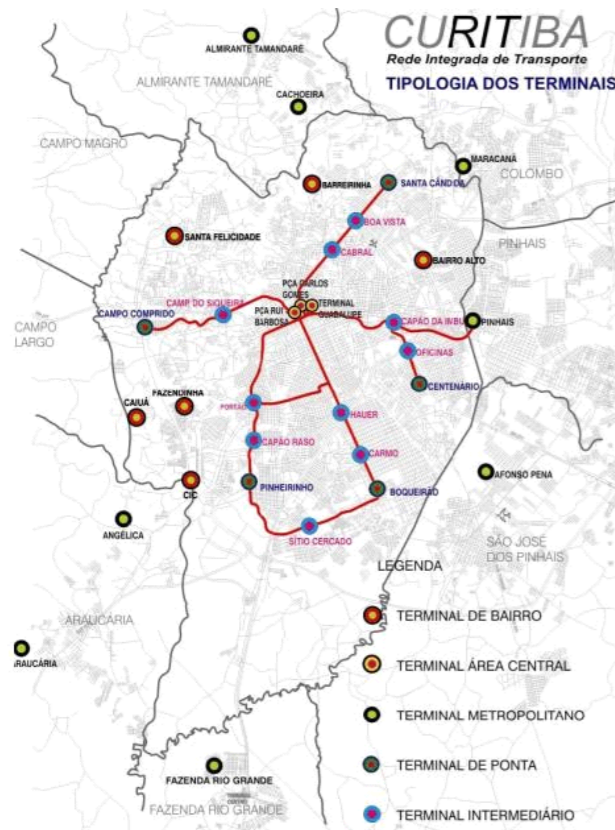 CURITIBA
Rede Integrada de Transporte
TIPOLOGIA DOS TERMINAIS
ALMIRANTE TAMANDARÉ
ALMIRANTE TAMANDARÉ
CACHOEIRA
CAMPO MAGRO
MARACANÃ
COLOMBO
BARREIRINHA
SANTA CÂNDIDA
BOA VISTA
SANTA FELICIDADE
PINHAIS
CABRAL
BAIRRO ALTO
PÇA CARLOS
GOMES
CAMP. DO SIQUEIRA
TERMINAL
GUADALUPE
CAMPO COMPRIDO
PÇA RUI
BARBOSA
CAPÃO DA IMBUIA
PINHAIS
CAMPO
LARGO
OFICINAS
CENTENÁRIO
FAZENDINHA
CAIUÁ
PORTÃO
HAUER
CAPÃO RASO
CARMO
AFONSO PENA
CIC
PINHEIRINHO
BOQUEIRÃO
ANGÉLICA
SÍTIO CERCADO
SÃO JOSÉ
DOS PINHAIS
LEGENDA
ARAUCÁRIA
TERMINAL DE BAIRRO
ARAUCÁRIA
TERMINAL ÁREA CENTRAL
TERMINAL METROPOLITANO
FAZENDA RIO GRANDE
TERMINAL DE PONTA
FAZENDA RIO GRANDE
TERMINAL INTERMEDIÁRIO